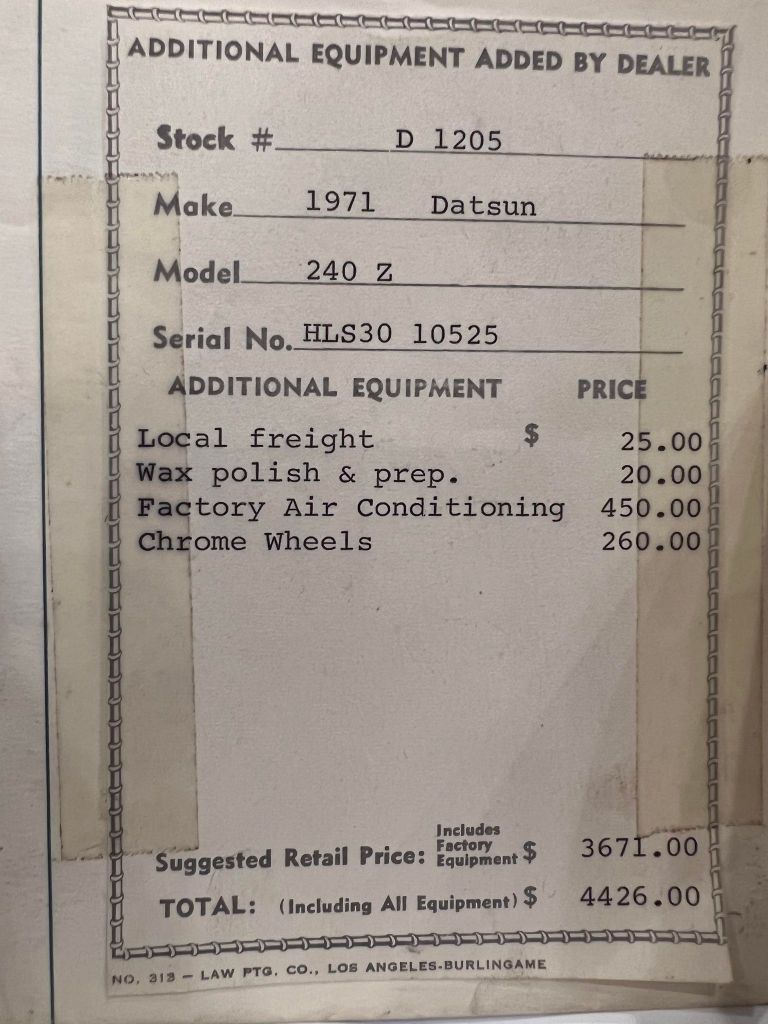 ADDITIONAL EQUIPMENT ADDED BY DEALER
Stock # D 1205
Make 1971 Datsun
Model 240 Z
Serial No. HLS30 10525
ADDITIONAL EQUIPMENT PRICE
Local freight $ 25.00
Wax polish & prep. 20.00
Factory Air Conditioning 450.00
Chrome Wheels 260.00
Suggested Retail Price: Includes Factory Equipment $ 3671.00
TOTAL: (Including All Equipment) $ 4426.00
NO. 313 — LAW PTG. CO., LOS ANGELES-BURLINGAME